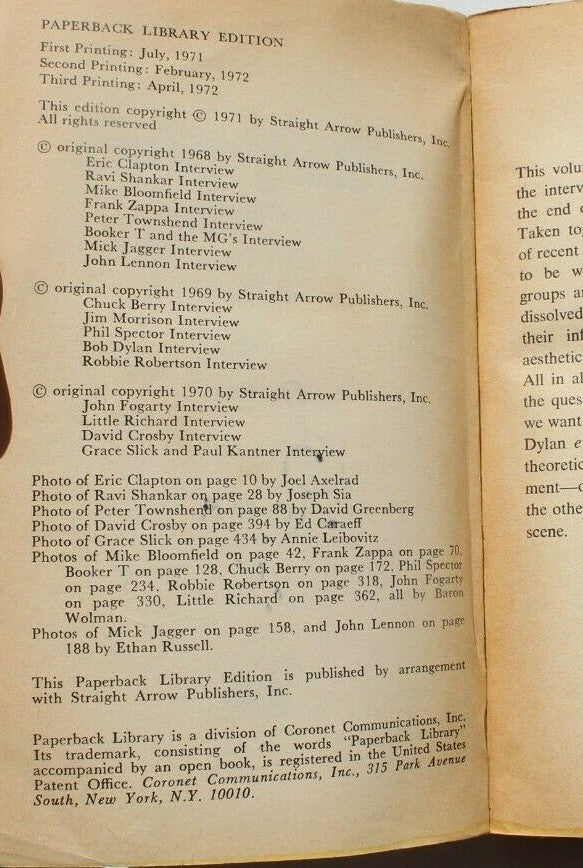 PAPERBACK LIBRARY EDITION
First Printing: July, 1971
Second Printing: February, 1972
Third Printing: April, 1972
This edition copyright © 1971 by Straight Arrow Publishers, Inc.
All rights reserved
© original copyright 1968 by Straight Arrow Publishers, Inc.
Eric Clapton Interview
Ravi Shankar Interview
Mike Bloomfield Interview
Frank Zappa Interview
Peter Townshend Interview
Booker T and the MG's Interview
Mick Jagger Interview
John Lennon Interview
© original copyright 1969 by Straight Arrow Publishers, Inc.
Chuck Berry Interview
Jim Morrison Interview
Phil Spector Interview
Bob Dylan Interview
Robbie Robertson Interview
© original copyright 1970 by Straight Arrow Publishers, Inc.
John Fogarty Interview
Little Richard Interview
David Crosby Interview
Grace Slick and Paul Kantner Interview
Photo of Eric Clapton on page 10 by Joel Axelrad
Photo of Ravi Shankar on page 28 by Joseph Sia
Photo of Peter Townshend on page 88 by David Greenberg
Photo of David Crosby on page 394 by Ed Caraeff
Photo of Grace Slick on page 434 by Annie Leibovitz
Photos of Mike Bloomfield on page 42, Frank Zappa on page 70,
Booker T on page 128, Chuck Berry on page 172, Phil Spector
on page 234, Robbie Robertson on page 318, John Fogarty
on page 330, Little Richard on page 362, all by Baron
Wolman.
Photos of Mick Jagger on page 158, and John Lennon on page
188 by Ethan Russell.
This Paperback Library Edition is published by arrangement
with Straight Arrow Publishers, Inc.
Paperback Library is a division of Coronet Communications, Inc.
Its trademark, consisting of the words "Paperback Library"
accompanied by an open book, is registered in the United States
Patent Office. Coronet Communications, Inc., 315 Park Avenue
South, New York, N.Y. 10010.
This volu
the interv
the end o
Taken to
of recent
to be w
groups a
dissolved
their inf
aesthetic
All in al
the ques
we want
Dylan e
theoretic
ment—o
the othe
scene.